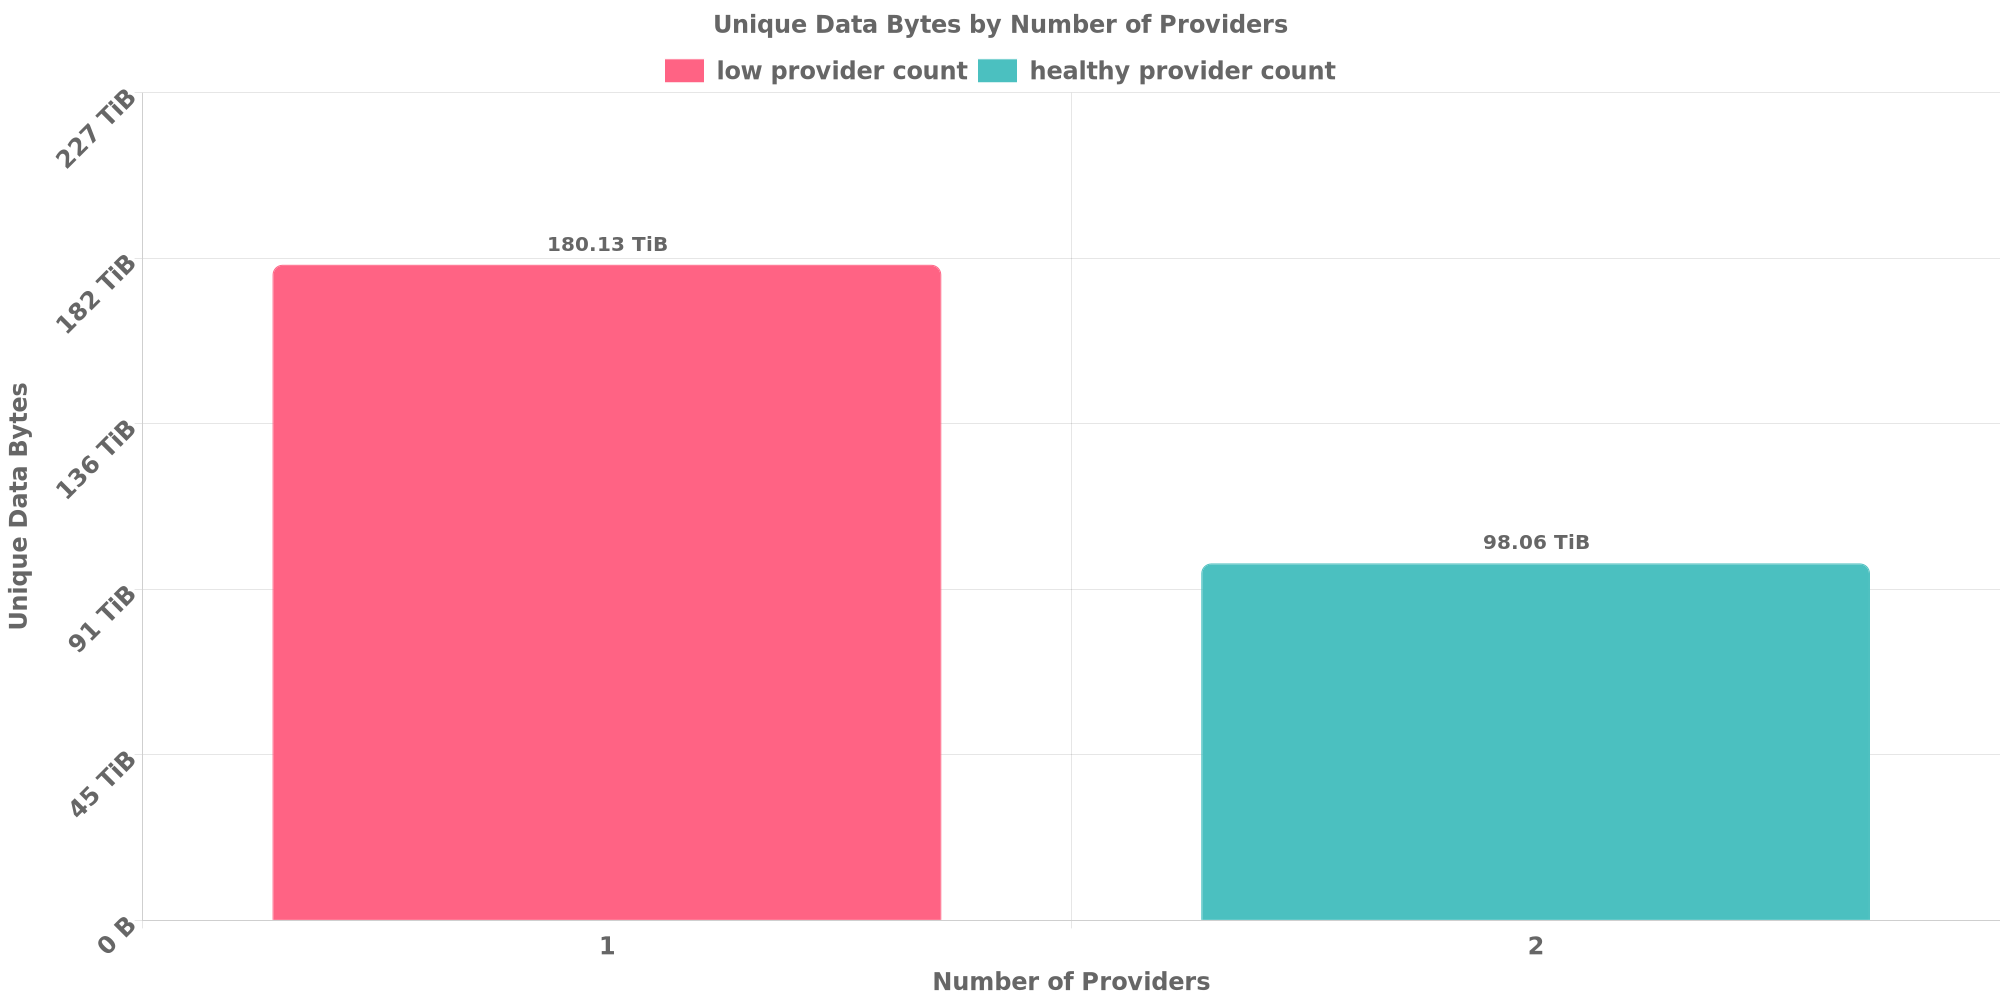 Unique Data Bytes by Number of Providers
low provider count
healthy provider count
227 TiB
182 TiB
136 TiB
91 TiB
45 TiB
0 B
Unique Data Bytes
180.13 TiB
98.06 TiB
1
2
Number of Providers